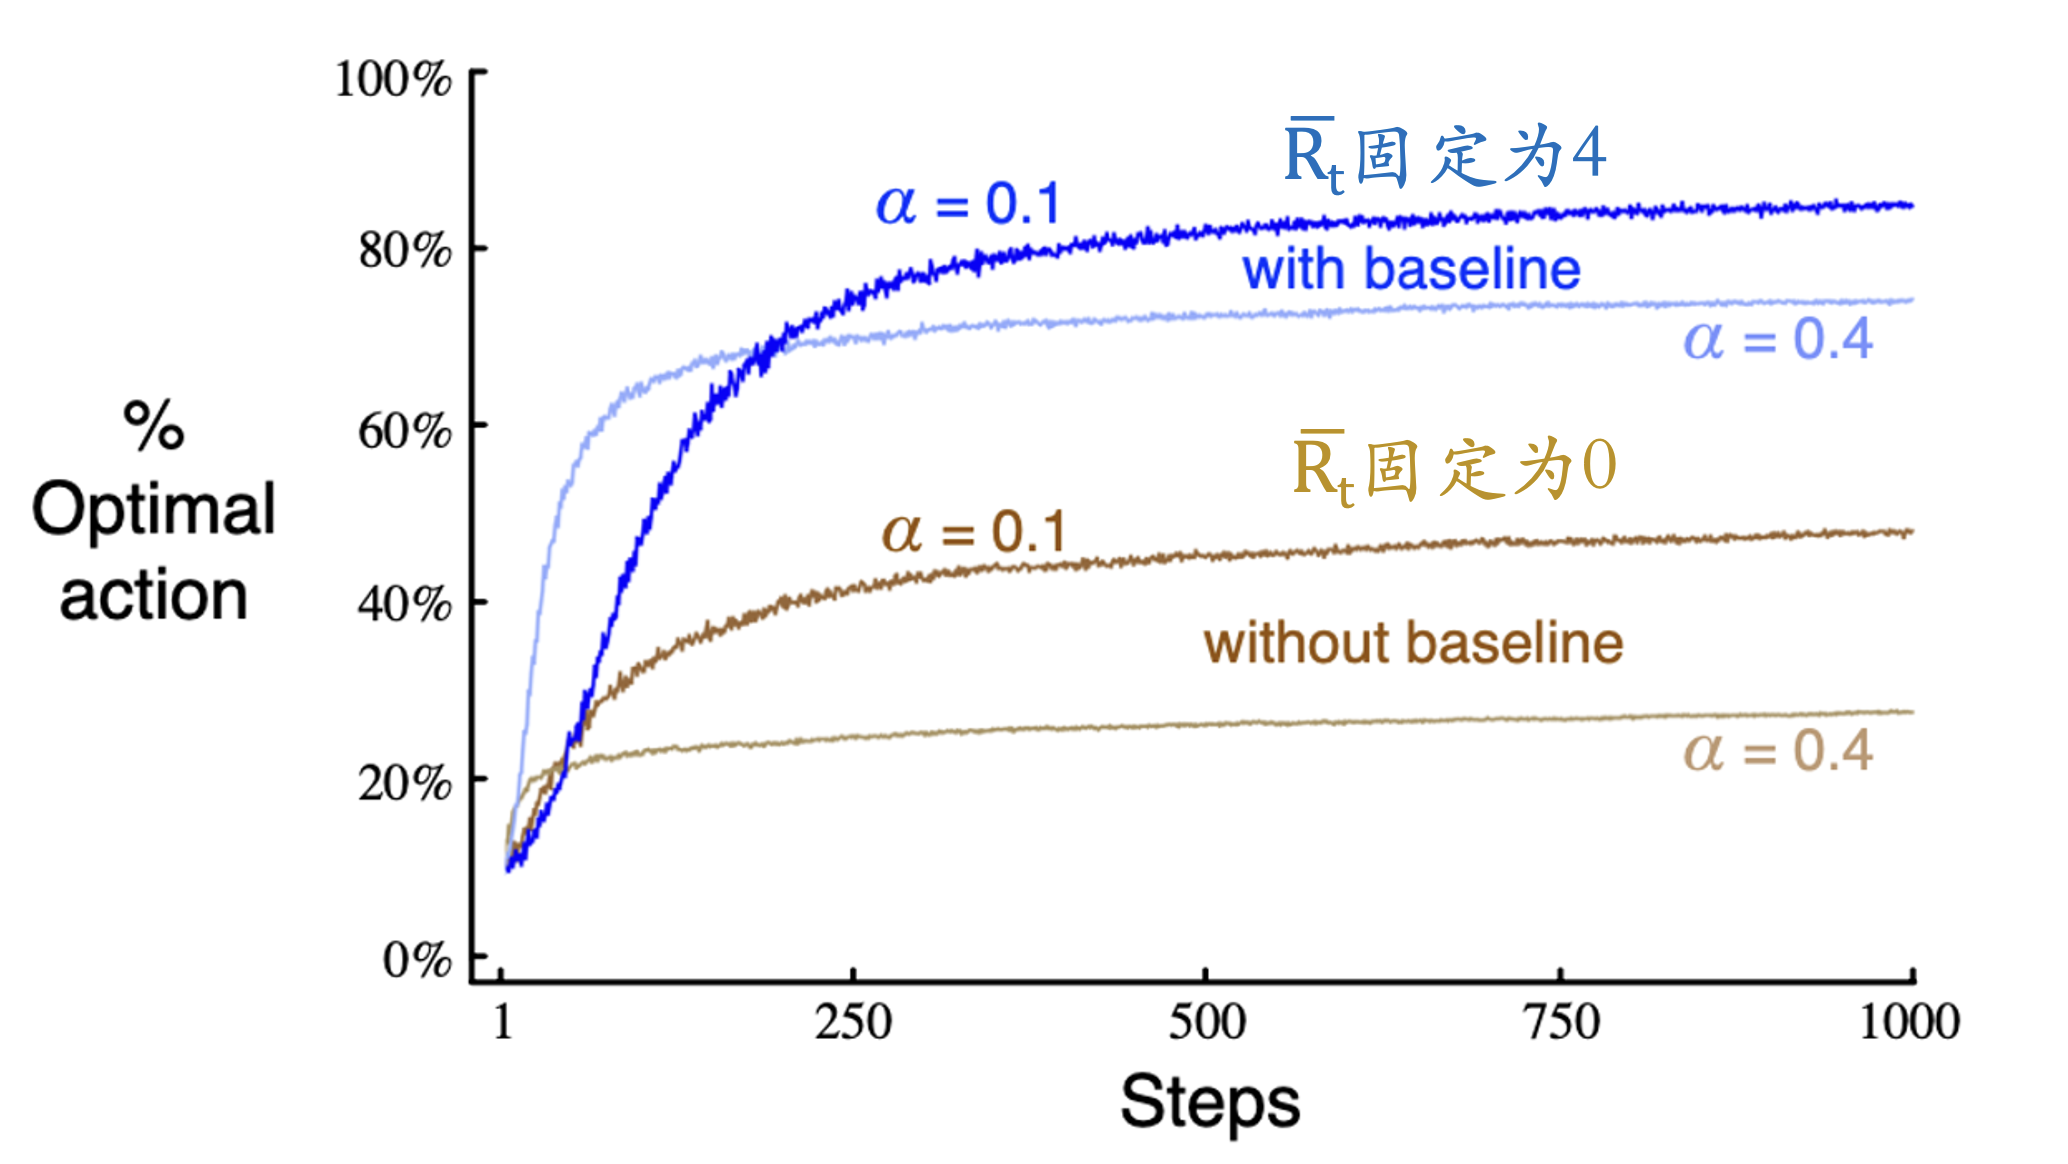 100%
80%
60%
40%
20%
0%
%
Optimal
action
R̅ₜ固定为4
α = 0.1
with baseline
α = 0.4
R̅ₜ固定为0
α = 0.1
without baseline
α = 0.4
1 250 500 750 1000
Steps